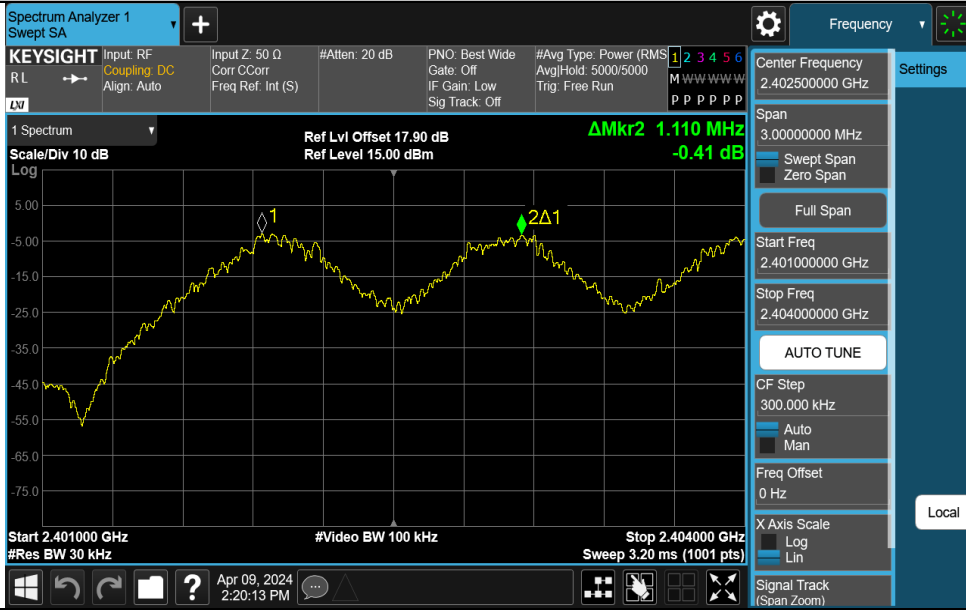 Spectrum Analyzer 1
Swept SA
+
Frequency
KEYSIGHT
RL
LXI
Input: RF
Coupling: DC
Align: Auto
Input Z: 50 Ω
Corr CCorr
Freq Ref: Int (S)
#Atten: 20 dB
PNO: Best Wide
Gate: Off
IF Gain: Low
Sig Track: Off
#Avg Type: Power (RMS
Avg|Hold: 5000/5000
Trig: Free Run
1 2 3 4 5 6
M W W W W W
P P P P P P
1 Spectrum
Scale/Div 10 dB
Log
Ref Lvl Offset 17.90 dB
Ref Level 15.00 dBm
ΔMkr2 1.110 MHz
-0.41 dB
5.00
-5.00
-15.0
-25.0
-35.0
-45.0
-55.0
-65.0
-75.0
1
2Δ1
Start 2.401000 GHz
#Res BW 30 kHz
#Video BW 100 kHz
Stop 2.404000 GHz
Sweep 3.20 ms (1001 pts)
Center Frequency
2.402500000 GHz
Span
3.00000000 MHz
Swept Span
Zero Span
Full Span
Start Freq
2.401000000 GHz
Stop Freq
2.404000000 GHz
AUTO TUNE
CF Step
300.000 kHz
Auto
Man
Freq Offset
0 Hz
X Axis Scale
Log
Lin
Signal Track
(Span Zoom)
Settings
Local
?
Apr 09, 2024
2:20:13 PM